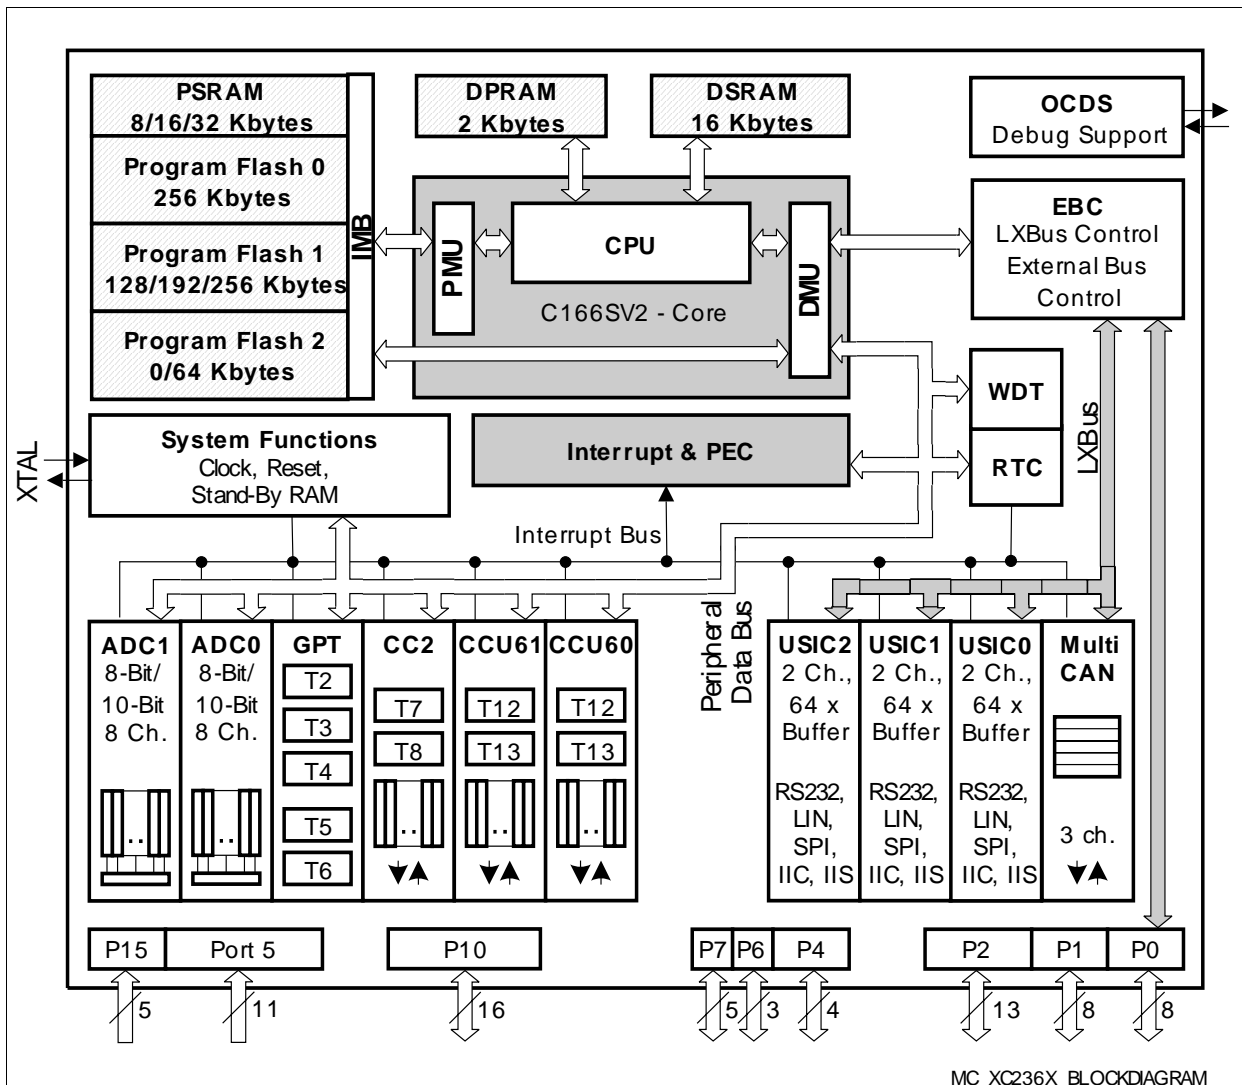 PSRAM
8/16/32 Kbytes
Program Flash 0
256 Kbytes
Program Flash 1
128/192/256 Kbytes
Program Flash 2
0/64 Kbytes
IMB
DPRAM
2 Kbytes
DSRAM
16 Kbytes
OCDS
Debug Support
PMU
CPU
DMU
C166SV2 - Core
EBC
LXBus Control
External Bus
Control
WDT
RTC
LXBus
XTAL
System Functions
Clock, Reset,
Stand-By RAM
Interrupt & PEC
Interrupt Bus
Peripheral
Data Bus
ADC1
8-Bit/
10-Bit
8 Ch.
..
ADC0
8-Bit/
10-Bit
8 Ch.
..
GPT
T2
T3
T4
T5
T6
CC2
T7
T8
..
CCU61
T12
T13
..
CCU60
T12
T13
..
USIC2
2 Ch.,
64 x
Buffer
RS232,
LIN,
SPI,
IIC, IIS
USIC1
2 Ch.,
64 x
Buffer
RS232,
LIN,
SPI,
IIC, IIS
USIC0
2 Ch.,
64 x
Buffer
RS232,
LIN,
SPI,
IIC, IIS
Multi
CAN
3 ch.
P15
Port 5
P10
P7
P6
P4
P2
P1
P0
5
11
16
5
3
4
13
8
8
MC_XC236X_BLOCKDIAGRAM